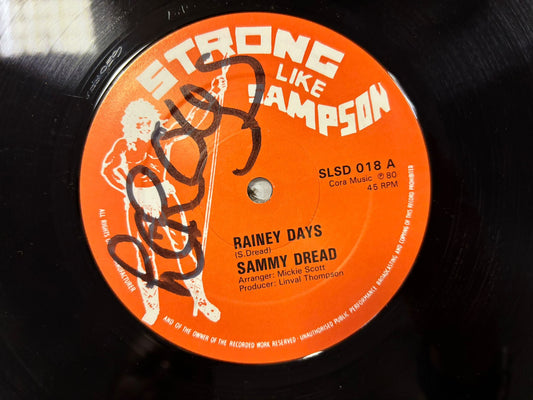 STRONG
LIKE
SAMPSON
SLSD 018 A
Cora Music ℗ 80
45 RPM
RAINEY DAYS
(S.Dread)
SAMMY DREAD
Arranger: Mickie Scott
Producer: Linval Thompson
ALL RIGHTS
AND OF THE OWNER OF THE RECORDED WORK RESERVED · UNAUTHORISED PUBLIC PERFORMANCE BROADCASTING AND COPYING OF THIS RECORD PROHIBITED